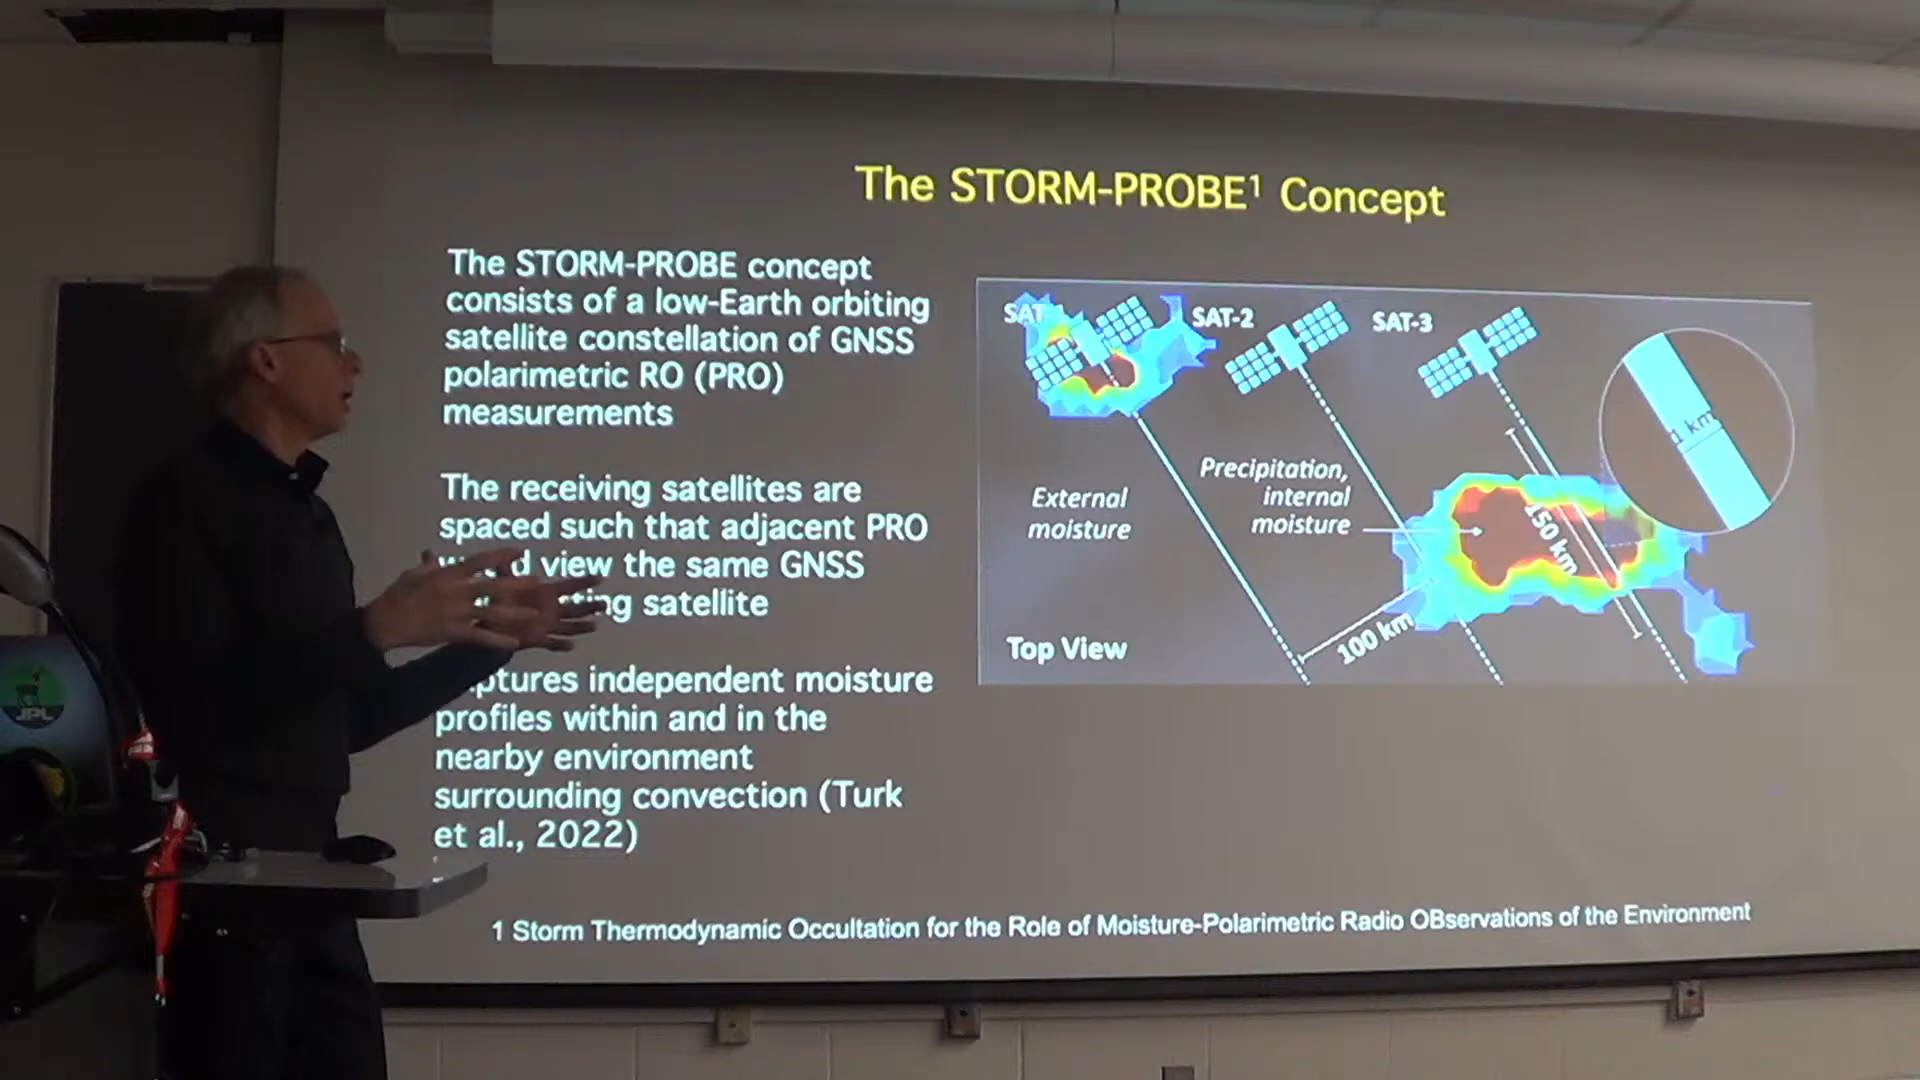 The STORM-PROBE¹ Concept
The STORM-PROBE concept
consists of a low-Earth orbiting
satellite constellation of GNSS
polarimetric RO (PRO)
measurements
The receiving satellites are
spaced such that adjacent PRO
view the same GNSS
satellite
independent moisture
profiles within and in the
nearby environment
surrounding convection (Turk
et al., 2022)
SAT-2
SAT-3
1 km
Precipitation,
internal
moisture
External
moisture
150 km
100 km
Top View
1 Storm Thermodynamic Occultation for the Role of Moisture-Polarimetric Radio OBservations of the Environment
JPL